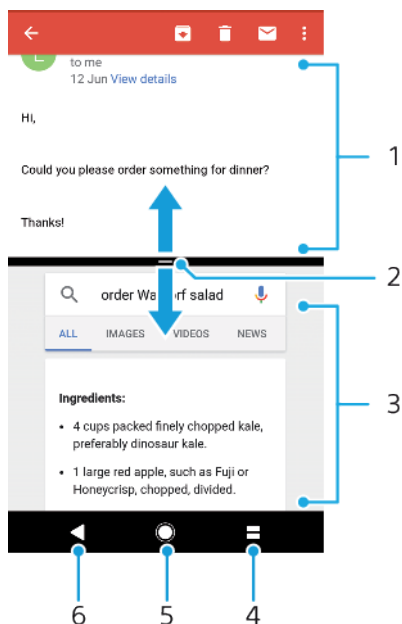 L
to me
12 Jun View details
Hi,
Could you please order something for dinner?
Thanks!
1
2
order Wa rf salad
ALL IMAGES VIDEOS NEWS
Ingredients:
• 4 cups packed finely chopped kale,
preferably dinosaur kale.
• 1 large red apple, such as Fuji or
Honeycrisp, chopped, divided.
3
6 5 4